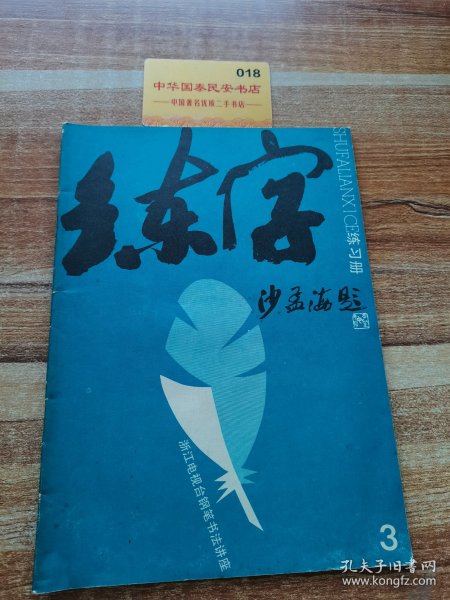 018
中华国泰民安书店
中国著名优质二手书店
练字
SHUFALIANXICE练习册
沙孟海题
浙江电视台钢笔书法讲座
3
孔夫子旧书网
www.kongfz.com